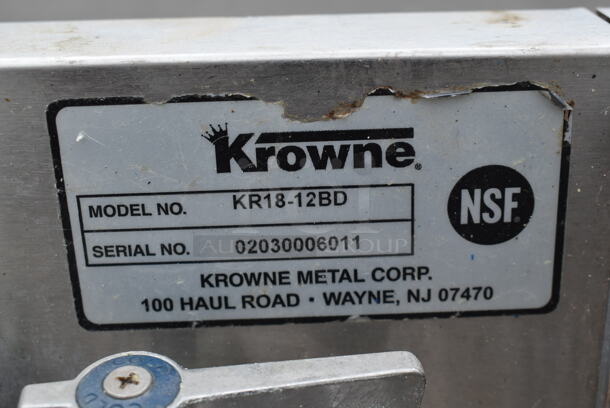 Krowne®
MODEL NO. KR18-12BD
SERIAL NO. 02030006011
NSF®
KROWNE METAL CORP.
100 HAUL ROAD • WAYNE, NJ 07470